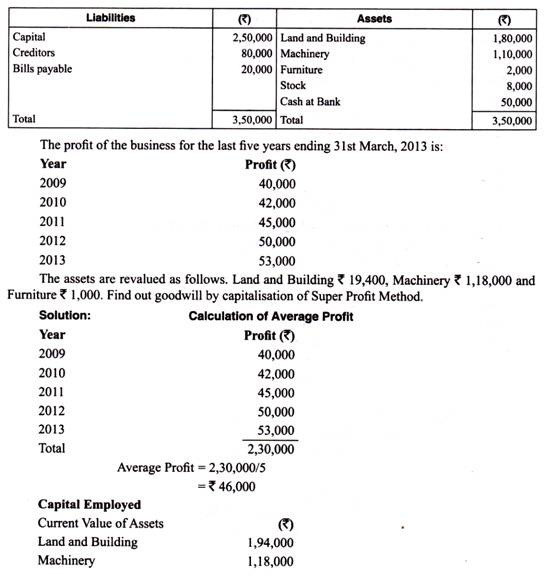 Liabilities (₹) Assets (₹)
Capital 2,50,000 Land and Building 1,80,000
Creditors 80,000 Machinery 1,10,000
Bills payable 20,000 Furniture 2,000
Stock 8,000
Cash at Bank 50,000
Total 3,50,000 Total 3,50,000
The profit of the business for the last five years ending 31st March, 2013 is:
Year Profit (₹)
2009 40,000
2010 42,000
2011 45,000
2012 50,000
2013 53,000
The assets are revalued as follows. Land and Building ₹ 19,400, Machinery ₹ 1,18,000 and
Furniture ₹ 1,000. Find out goodwill by capitalisation of Super Profit Method.
Solution: Calculation of Average Profit
Year Profit (₹)
2009 40,000
2010 42,000
2011 45,000
2012 50,000
2013 53,000
Total 2,30,000
Average Profit = 2,30,000/5
= ₹ 46,000
Capital Employed
Current Value of Assets (₹)
Land and Building 1,94,000
Machinery 1,18,000